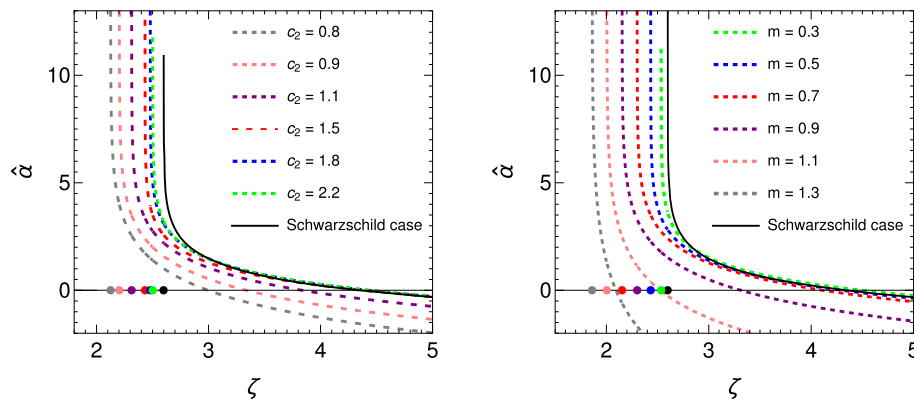 α̂
10
5
0
2
3
4
5
ζ
c₂ = 0.8
c₂ = 0.9
c₂ = 1.1
c₂ = 1.5
c₂ = 1.8
c₂ = 2.2
Schwarzschild case
α̂
10
5
0
2
3
4
5
ζ
m = 0.3
m = 0.5
m = 0.7
m = 0.9
m = 1.1
m = 1.3
Schwarzschild case